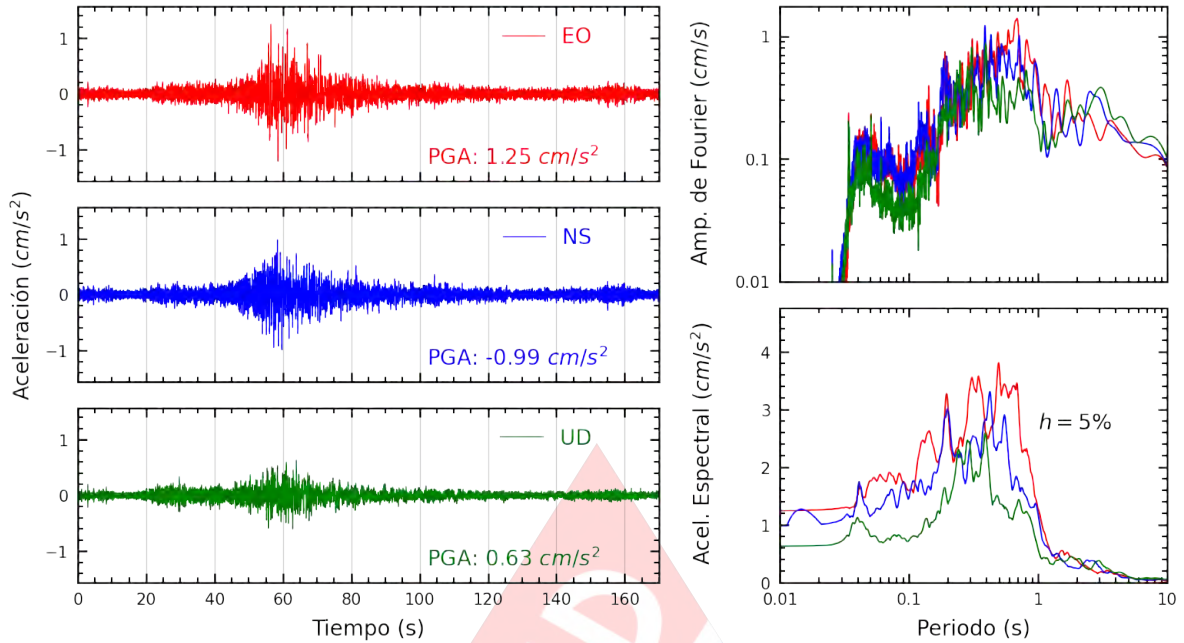 Aceleración (cm/s²)
1
0
−1
EO
PGA: 1.25 cm/s²
1
0
−1
NS
PGA: -0.99 cm/s²
1
0
−1
UD
PGA: 0.63 cm/s²
0 20 40 60 80 100 120 140 160
Tiempo (s)
Amp. de Fourier (cm/s)
1
0.1
0.01
Acel. Espectral (cm/s²)
4
3
2
1
0
h = 5%
0.01 0.1 1 10
Periodo (s)